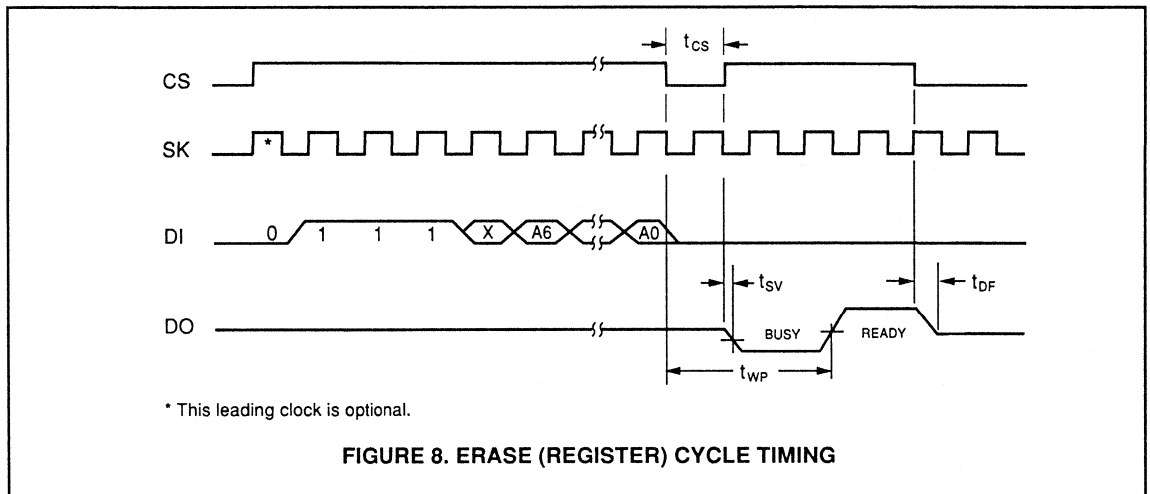 tCS
CS
SK
*
DI 0 1 1 1 X A6 A0
tSV
tDF
DO
BUSY
READY
tWP
* This leading clock is optional.
FIGURE 8. ERASE (REGISTER) CYCLE TIMING